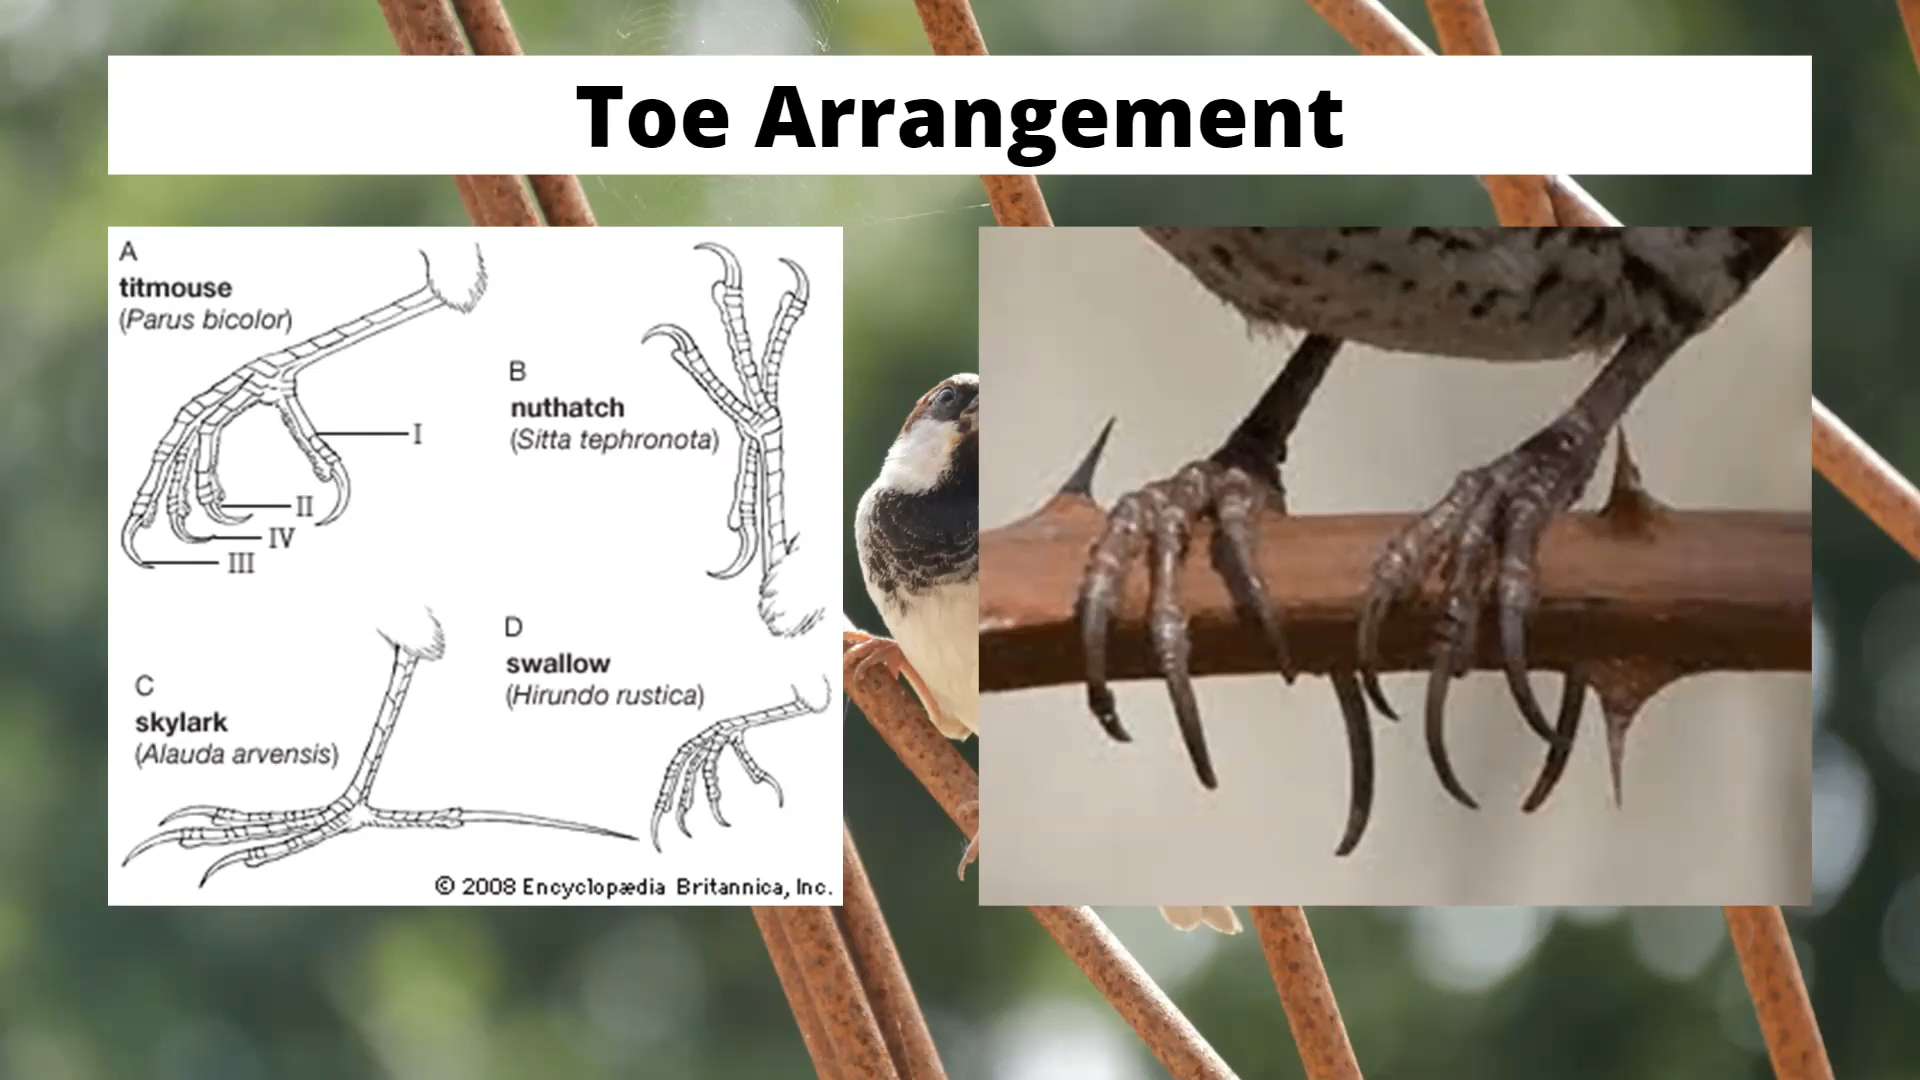 Toe Arrangement
A
titmouse
(Parus bicolor)
I
II
IV
III
B
nuthatch
(Sitta tephronota)
C
skylark
(Alauda arvensis)
D
swallow
(Hirundo rustica)
© 2008 Encyclopædia Britannica, Inc.